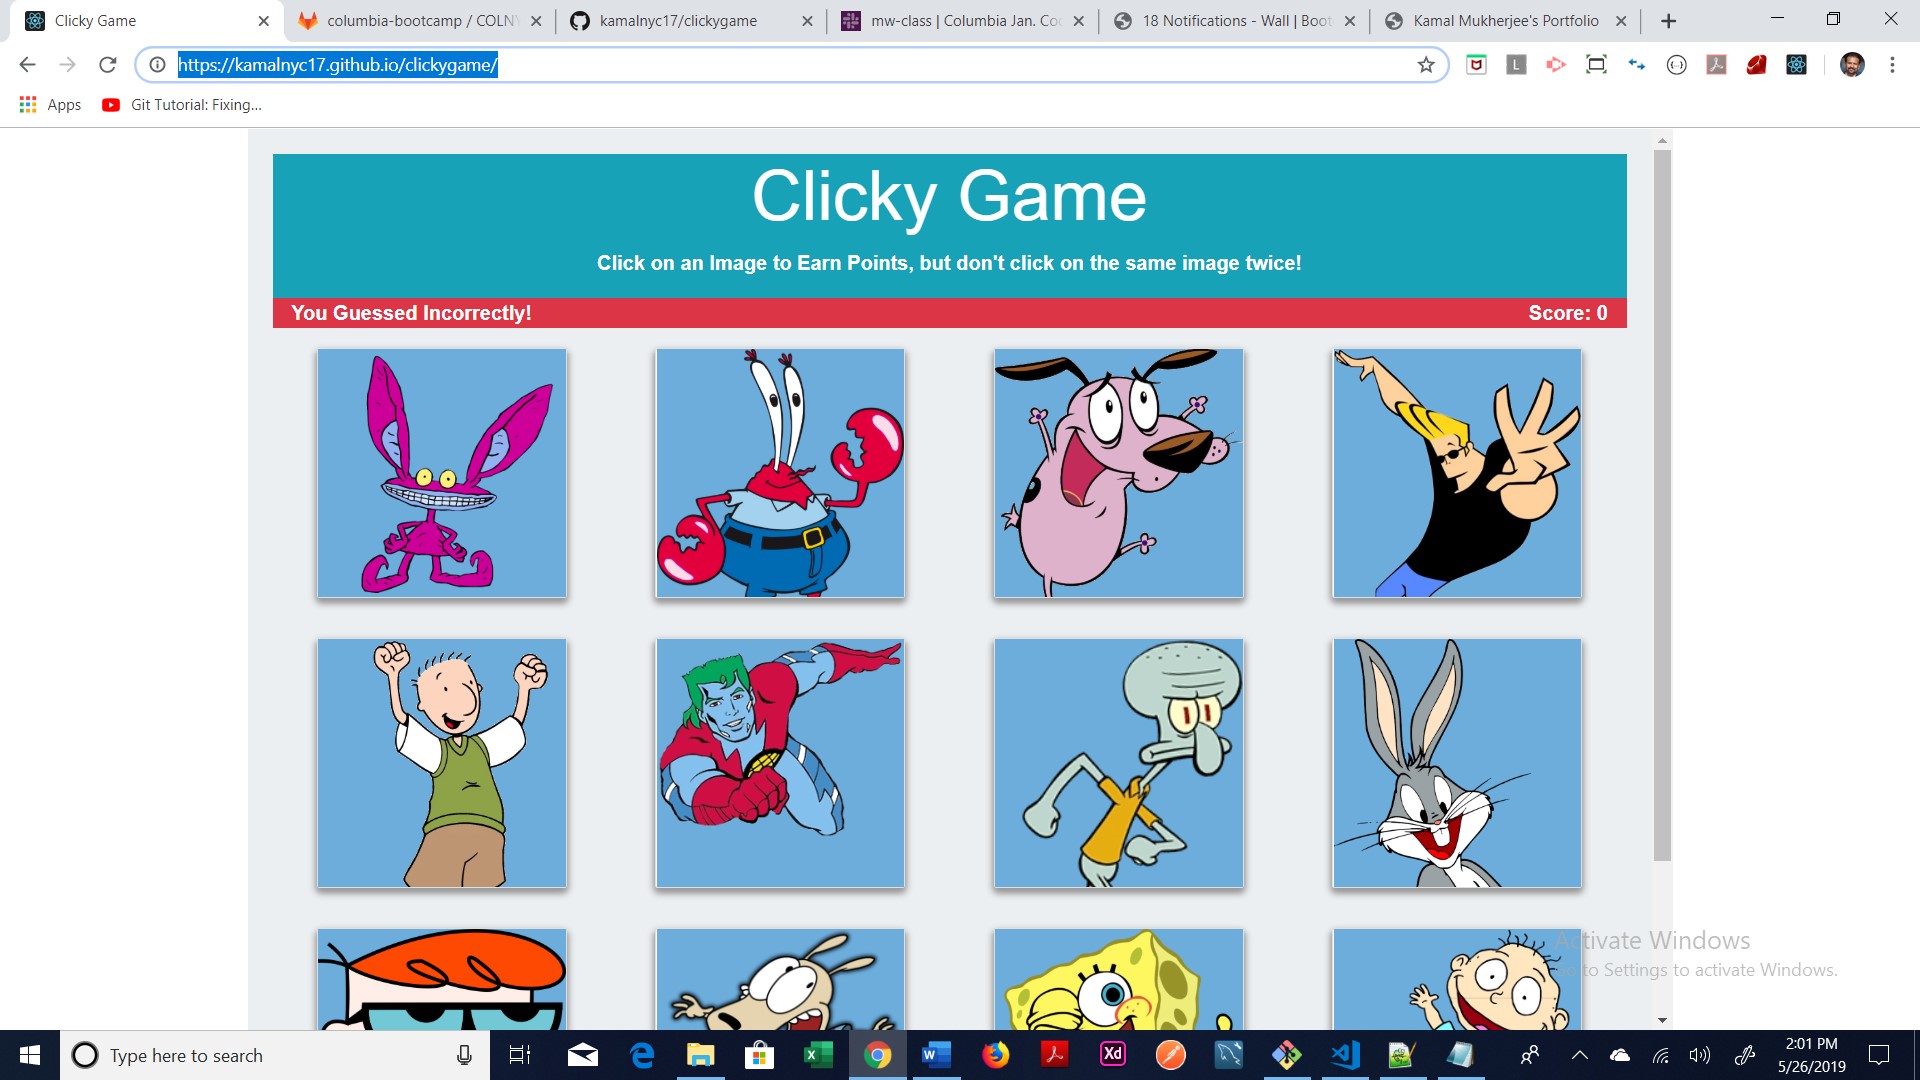 Clicky Game
columbia-bootcamp / COLNY
kamalnyc17/clickygame
mw-class | Columbia Jan. Co
18 Notifications - Wall | Boot
Kamal Mukherjee's Portfolio
https://kamalnyc17.github.io/clickygame/
Apps
Git Tutorial: Fixing...
Clicky Game
Click on an Image to Earn Points, but don't click on the same image twice!
You Guessed Incorrectly!
Score: 0
Activate Windows
to Settings to activate Windows.
Type here to search
Xd
2:01 PM
5/26/2019